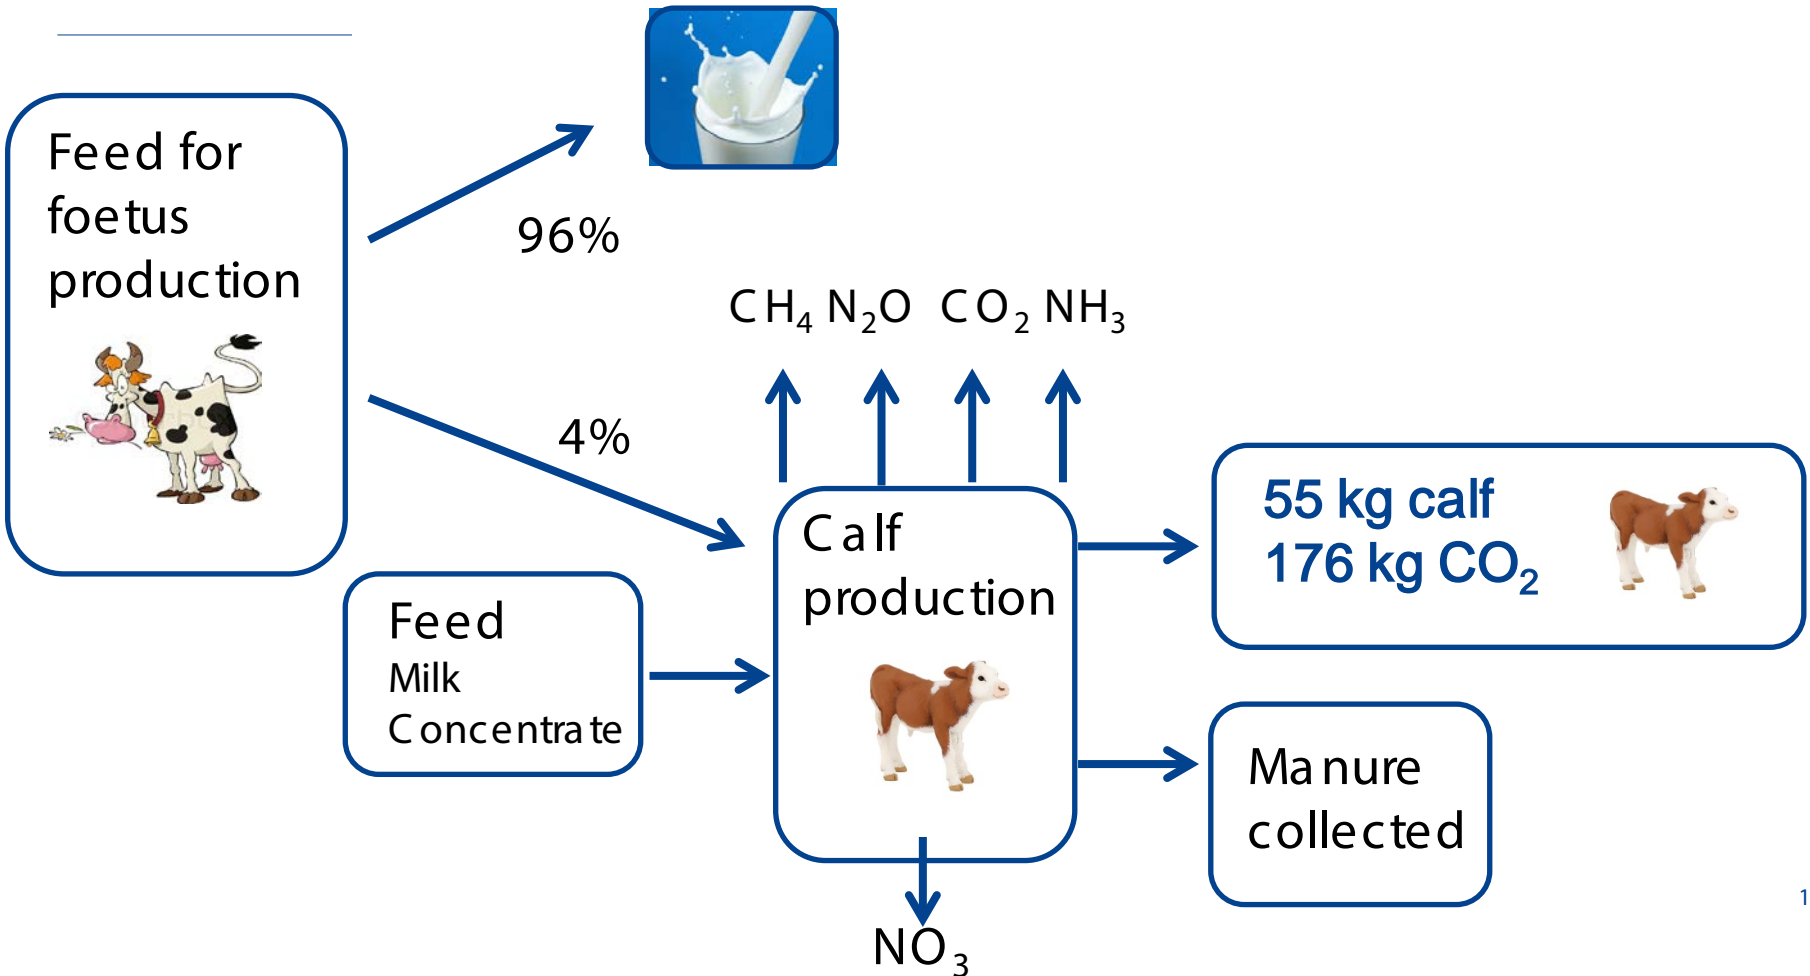 Feed for
foetus
production
96%
4%
CH₄ N₂O CO₂ NH₃
Feed
Milk
Concentrate
Calf
production
55 kg calf
176 kg CO₂
Manure
collected
NO₃
1